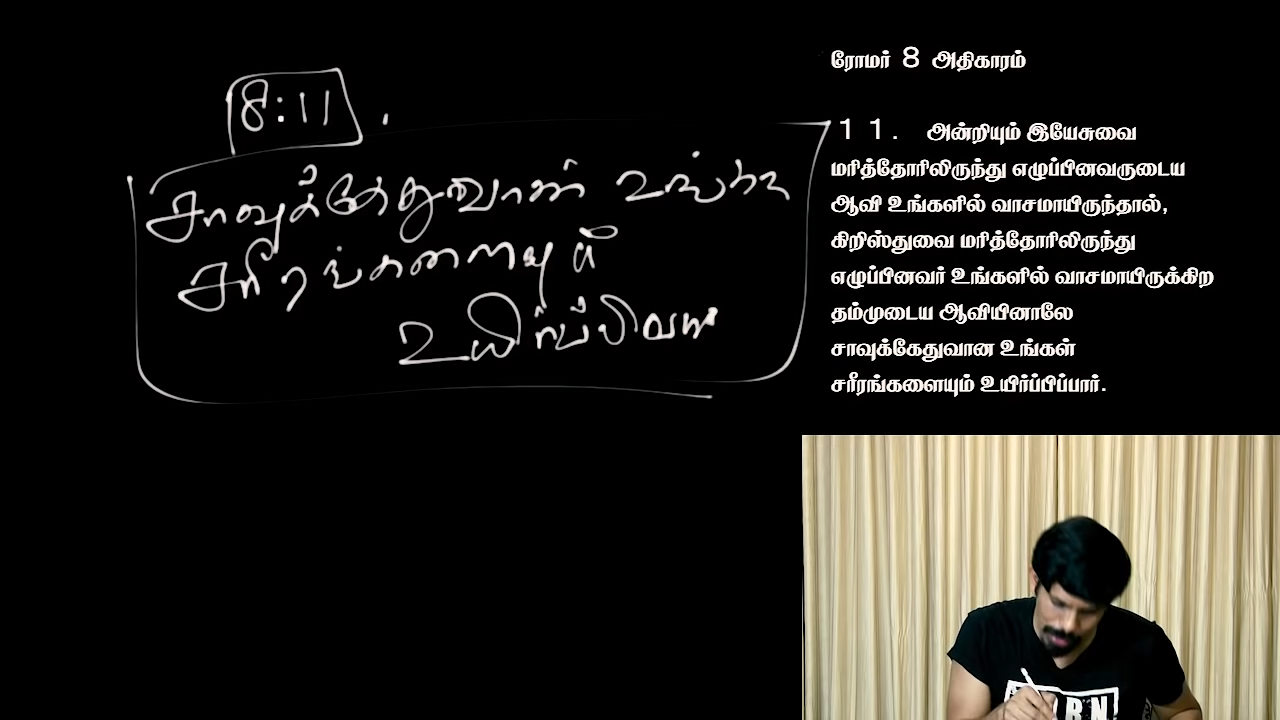 8:11
சாவுக்கேதுவான உங்கள
சரீரங்களையும்
உயிர்ப்பிப்பா
ரோமர் 8 அதிகாரம்
11. அன்றியும் இயேசுவை
மரித்தோரிலிருந்து எழுப்பினவருடைய
ஆவி உங்களில் வாசமாயிருந்தால்,
கிறிஸ்துவை மரித்தோரிலிருந்து
எழுப்பினவர் உங்களில் வாசமாயிருக்கிற
தம்முடைய ஆவியினாலே
சாவுக்கேதுவான உங்கள்
சரீரங்களையும் உயிர்ப்பிப்பார்.